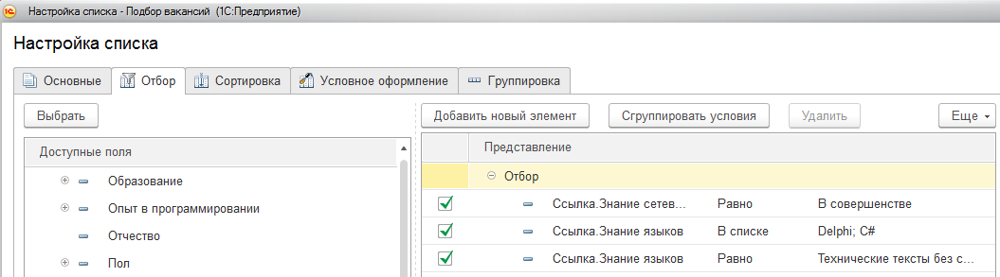 Настройка списка - Подбор вакансий (1С:Предприятие)
Настройка списка
Основные Отбор Сортировка Условное оформление Группировка
Выбрать Добавить новый элемент Сгруппировать условия Удалить Еще
Доступные поля Представление
Образование Отбор
Опыт в программировании Ссылка.Знание сетев... Равно В совершенстве
Отчество Ссылка.Знание языков В списке Delphi; C#
Пол Ссылка.Знание языков Равно Технические тексты без с...